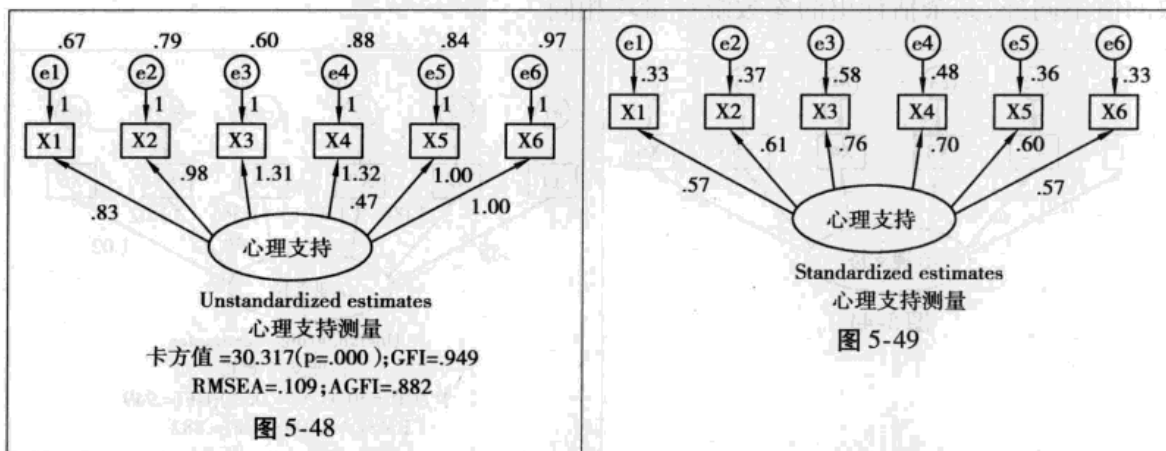 .67 .79 .60 .88 .84 .97
e1 e2 e3 e4 e5 e6
1 1 1 1 1 1
X1 X2 X3 X4 X5 X6
.83 .98 1.31 1.32 1.00 1.00
.47
心理支持
Unstandardized estimates
心理支持测量
卡方值=30.317(p=.000);GFI=.949
RMSEA=.109;AGFI=.882
图 5-48
e1 e2 e3 e4 e5 e6
.33 .37 .58 .48 .36 .33
X1 X2 X3 X4 X5 X6
.57 .61 .76 .70 .60 .57
心理支持
Standardized estimates
心理支持测量
图 5-49